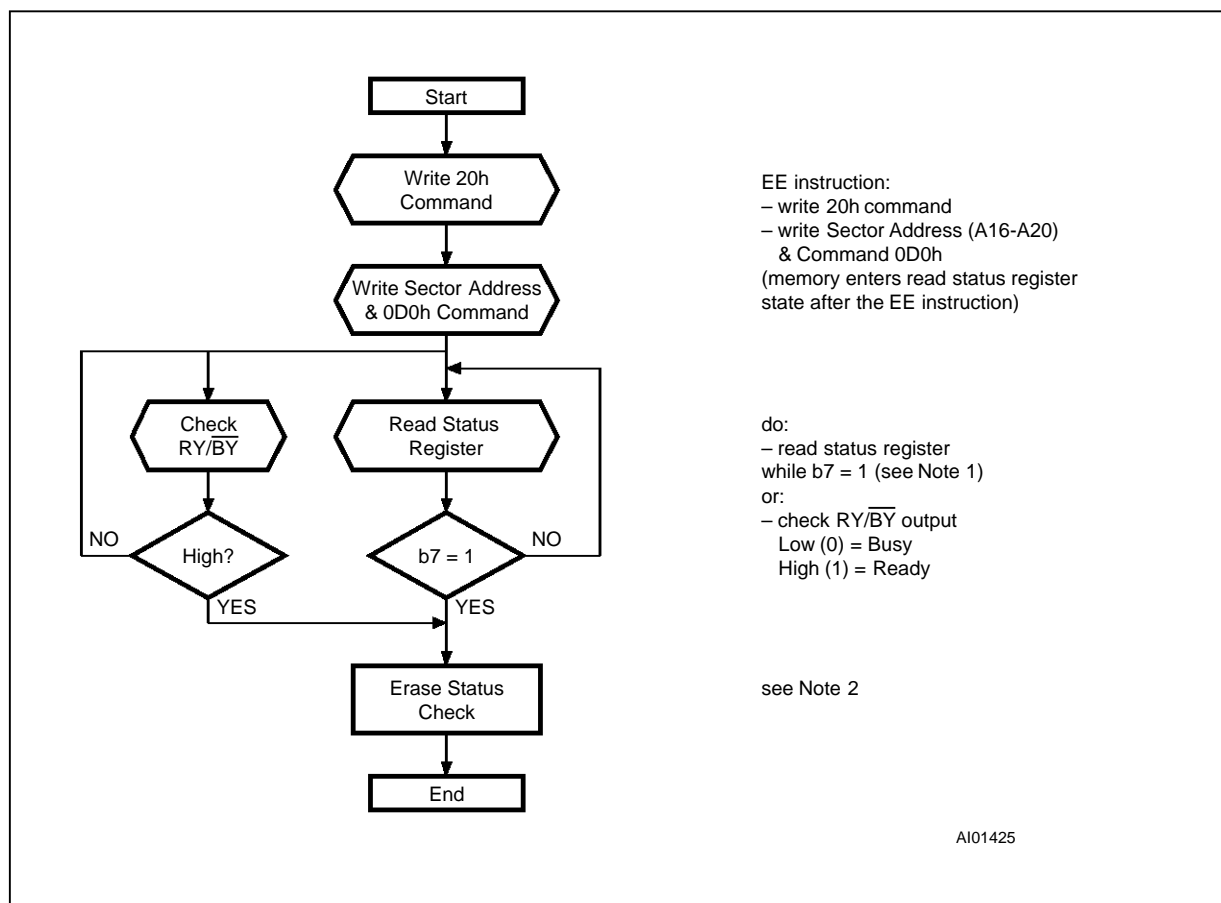 Start
Write 20h
Command
Write Sector Address
& 0D0h Command
Check
RY/B̅Y̅
Read Status
Register
NO
High?
YES
b7 = 1
NO
YES
Erase Status
Check
End
EE instruction:
– write 20h command
– write Sector Address (A16-A20)
& Command 0D0h
(memory enters read status register
state after the EE instruction)
do:
– read status register
while b7 = 1 (see Note 1)
or:
– check RY/B̅Y̅ output
Low (0) = Busy
High (1) = Ready
see Note 2
AI01425